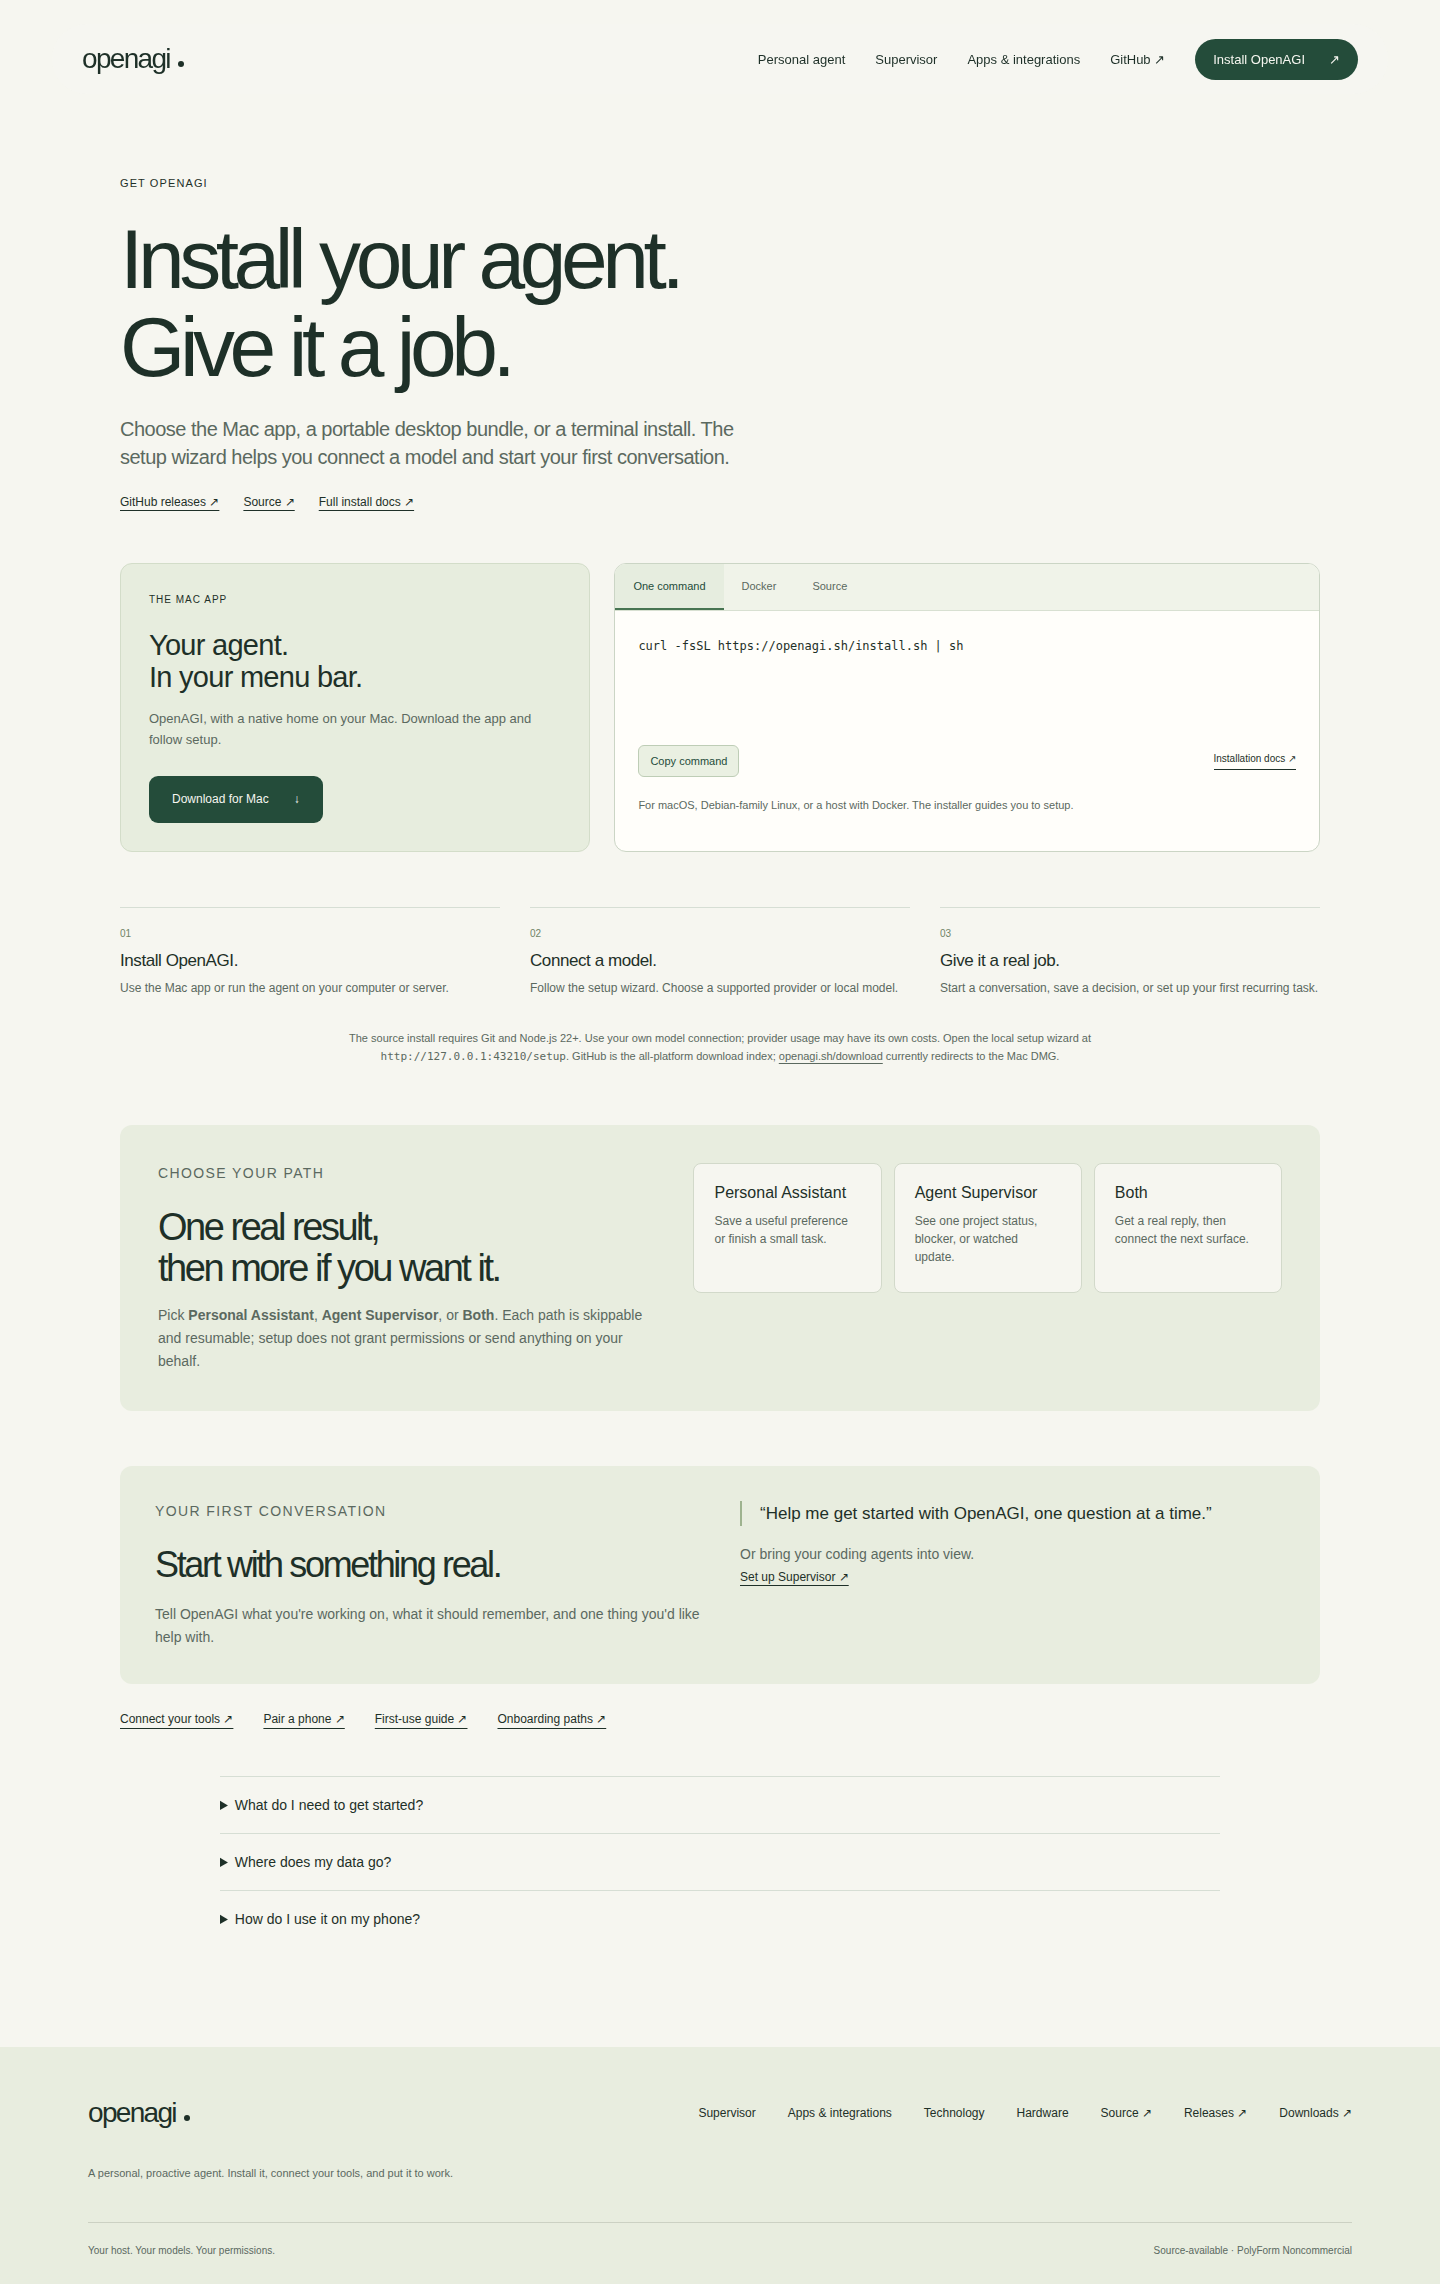 openagi
Personal agent
Supervisor
Apps & integrations
GitHub ↗
Install OpenAGI ↗
GET OPENAGI
Install your agent.
Give it a job.
Choose the Mac app, a portable desktop bundle, or a terminal install. The
setup wizard helps you connect a model and start your first conversation.
GitHub releases ↗
Source ↗
Full install docs ↗
THE MAC APP
Your agent.
In your menu bar.
OpenAGI, with a native home on your Mac. Download the app and
follow setup.
Download for Mac ↓
One command
Docker
Source
curl -fsSL https://openagi.sh/install.sh | sh
Copy command
Installation docs ↗
For macOS, Debian-family Linux, or a host with Docker. The installer guides you to setup.
01
Install OpenAGI.
Use the Mac app or run the agent on your computer or server.
02
Connect a model.
Follow the setup wizard. Choose a supported provider or local model.
03
Give it a real job.
Start a conversation, save a decision, or set up your first recurring task.
The source install requires Git and Node.js 22+. Use your own model connection; provider usage may have its own costs. Open the local setup wizard at
http://127.0.0.1:43210/setup. GitHub is the all-platform download index; openagi.sh/download currently redirects to the Mac DMG.
CHOOSE YOUR PATH
One real result,
then more if you want it.
Pick Personal Assistant, Agent Supervisor, or Both. Each path is skippable
and resumable; setup does not grant permissions or send anything on your
behalf.
Personal Assistant
Save a useful preference
or finish a small task.
Agent Supervisor
See one project status,
blocker, or watched
update.
Both
Get a real reply, then
connect the next surface.
YOUR FIRST CONVERSATION
Start with something real.
Tell OpenAGI what you're working on, what it should remember, and one thing you'd like
help with.
“Help me get started with OpenAGI, one question at a time.”
Or bring your coding agents into view.
Set up Supervisor ↗
Connect your tools ↗
Pair a phone ↗
First-use guide ↗
Onboarding paths ↗
What do I need to get started?
Where does my data go?
How do I use it on my phone?
openagi
Supervisor
Apps & integrations
Technology
Hardware
Source ↗
Releases ↗
Downloads ↗
A personal, proactive agent. Install it, connect your tools, and put it to work.
Your host. Your models. Your permissions.
Source-available · PolyForm Noncommercial